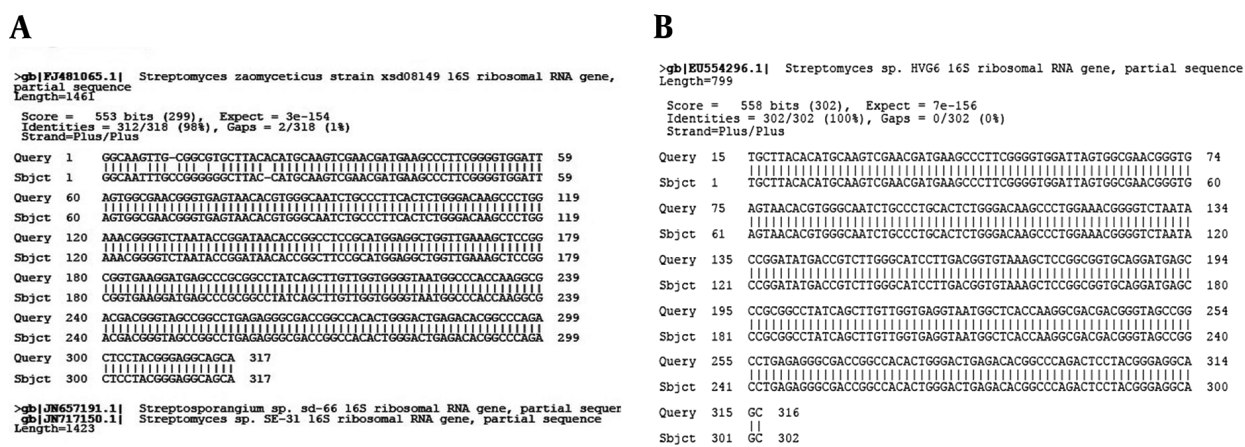 A
>gb|FJ481065.1| Streptomyces zaomyceticus strain xsd08149 16S ribosomal RNA gene,
partial sequence
Length=1461
Score = 553 bits (299), Expect = 3e-154
Identities = 312/318 (98%), Gaps = 2/318 (1%)
Strand=Plus/Plus
Query 1 GGCAAGTTG-CGGCGTGCTTACACATGCAAGTCGAACGATGAAGCCCTTCGGGGTGGATT 59
Sbjct 1 GGCAATTTGCCGGGGGGCTTAC-CATGCAAGTCGAACGATGAAGCCCTTCGGGGTGGATT 59
Query 60 AGTGGCGAACGGGTGAGTAACACGTGGGCAATCTGCCCTTCACTCTGGGACAAGCCCTGG 119
Sbjct 60 AGTGGCGAACGGGTGAGTAACACGTGGGCAATCTGCCCTTCACTCTGGGACAAGCCCTGG 119
Query 120 AAACGGGGTCTAATACCGGATAACACCGGCCTCCGCATGGAGGCTGGTTGAAAGCTCCGG 179
Sbjct 120 AAACGGGGTCTAATACCGGATAACACCGGCTTCCGCATGGAGGCTGGTTGAAAGCTCCGG 179
Query 180 CGGTGAAGGATGAGCCCGCGGCCTATCAGCTTGTTGGTGGGGTAATGGCCCACCAAGGCG 239
Sbjct 180 CGGTGAAGGATGAGCCCGCGGCCTATCAGCTTGTTGGTGGGGTAATGGCCCACCAAGGCG 239
Query 240 ACGACGGGTAGCCGGCCTGAGAGGGCGACCGGCCACACTGGGACTGAGACACGGCCCAGA 299
Sbjct 240 ACGACGGGTAGCCGGCCTGAGAGGGCGACCGGCCACACTGGGACTGAGACACGGCCCAGA 299
Query 300 CTCCTACGGGAGGCAGCA 317
Sbjct 300 CTCCTACGGGAGGCAGCA 317
>gb|JN657191.1| Streptosporangium sp. sd-66 16S ribosomal RNA gene, partial sequen
gb|JN717150.1| Streptomyces sp. SE-31 16S ribosomal RNA gene, partial sequence
Length=1423
B
>gb|EU554296.1| Streptomyces sp. HVG6 16S ribosomal RNA gene, partial sequence
Length=799
Score = 558 bits (302), Expect = 7e-156
Identities = 302/302 (100%), Gaps = 0/302 (0%)
Strand=Plus/Plus
Query 15 TGCTTACACATGCAAGTCGAACGATGAAGCCCTTCGGGGTGGATTAGTGGCGAACGGGTG 74
Sbjct 1 TGCTTACACATGCAAGTCGAACGATGAAGCCCTTCGGGGTGGATTAGTGGCGAACGGGTG 60
Query 75 AGTAACACGTGGGCAATCTGCCCTGCACTCTGGGACAAGCCCTGGAAACGGGGTCTAATA 134
Sbjct 61 AGTAACACGTGGGCAATCTGCCCTGCACTCTGGGACAAGCCCTGGAAACGGGGTCTAATA 120
Query 135 CCGGATATGACCGTCTTGGGCATCCTTGACGGTGTAAAGCTCCGGCGGTGCAGGATGAGC 194
Sbjct 121 CCGGATATGACCGTCTTGGGCATCCTTGACGGTGTAAAGCTCCGGCGGTGCAGGATGAGC 180
Query 195 CCGCGGCCTATCAGCTTGTTGGTGAGGTAATGGCTCACCAAGGCGACGACGGGTAGCCGG 254
Sbjct 181 CCGCGGCCTATCAGCTTGTTGGTGAGGTAATGGCTCACCAAGGCGACGACGGGTAGCCGG 240
Query 255 CCTGAGAGGGCGACCGGCCACACTGGGACTGAGACACGGCCCAGACTCCTACGGGAGGCA 314
Sbjct 241 CCTGAGAGGGCGACCGGCCACACTGGGACTGAGACACGGCCCAGACTCCTACGGGAGGCA 300
Query 315 GC 316
Sbjct 301 GC 302